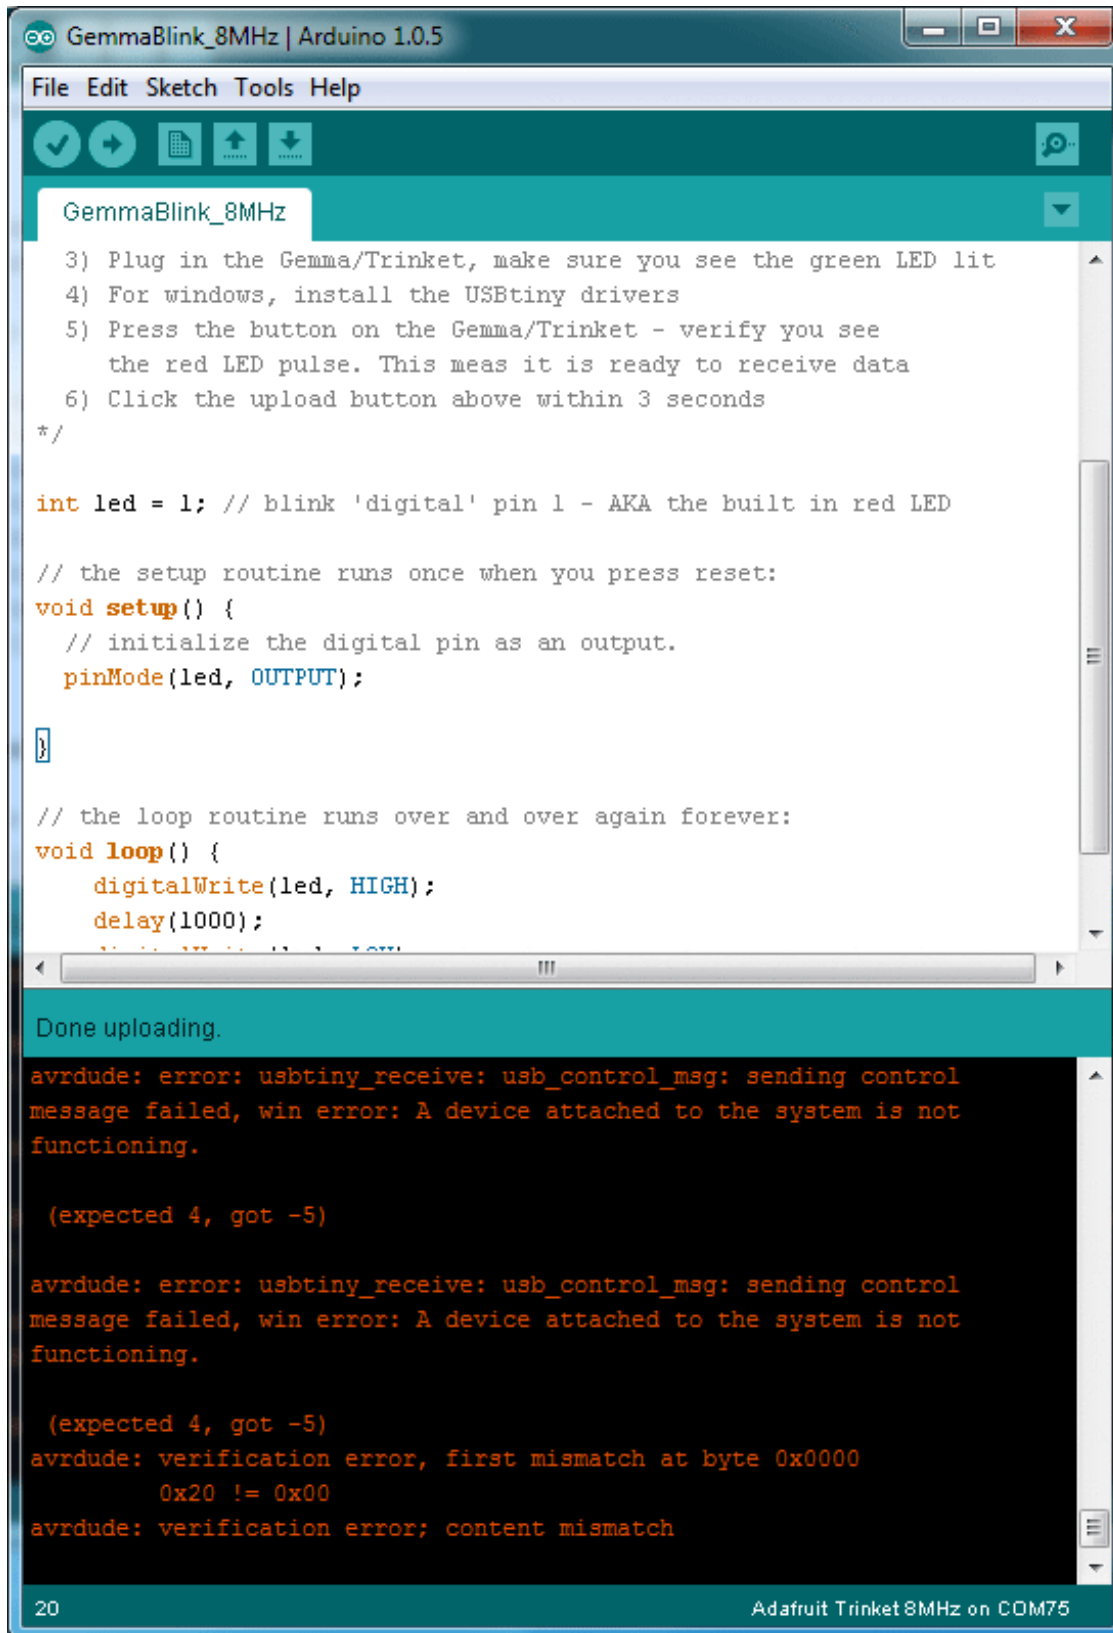 GemmaBlink_8MHz | Arduino 1.0.5
File Edit Sketch Tools Help
GemmaBlink_8MHz
3) Plug in the Gemma/Trinket, make sure you see the green LED lit
4) For windows, install the USBtiny drivers
5) Press the button on the Gemma/Trinket - verify you see
the red LED pulse. This meas it is ready to receive data
6) Click the upload button above within 3 seconds
*/
int led = 1; // blink 'digital' pin 1 - AKA the built in red LED
// the setup routine runs once when you press reset:
void setup() {
// initialize the digital pin as an output.
pinMode(led, OUTPUT);
}
// the loop routine runs over and over again forever:
void loop() {
digitalWrite(led, HIGH);
delay(1000);
Done uploading.
avrdude: error: usbtiny_receive: usb_control_msg: sending control
message failed, win error: A device attached to the system is not
functioning.
(expected 4, got -5)
avrdude: error: usbtiny_receive: usb_control_msg: sending control
message failed, win error: A device attached to the system is not
functioning.
(expected 4, got -5)
avrdude: verification error, first mismatch at byte 0x0000
0x20 != 0x00
avrdude: verification error; content mismatch
20
Adafruit Trinket 8MHz on COM75